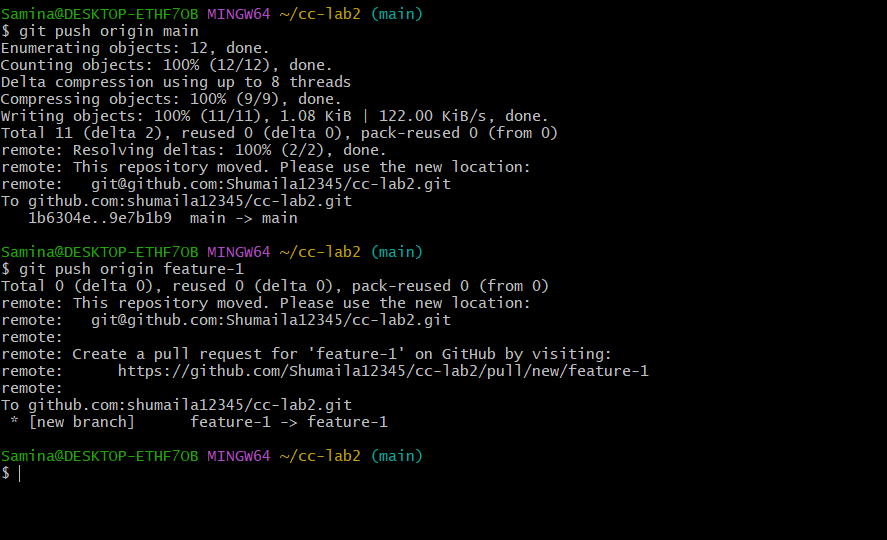 Samina@DESKTOP-ETHF7OB MINGW64 ~/cc-lab2 (main)
$ git push origin main
Enumerating objects: 12, done.
Counting objects: 100% (12/12), done.
Delta compression using up to 8 threads
Compressing objects: 100% (9/9), done.
Writing objects: 100% (11/11), 1.08 KiB | 122.00 KiB/s, done.
Total 11 (delta 2), reused 0 (delta 0), pack-reused 0 (from 0)
remote: Resolving deltas: 100% (2/2), done.
remote: This repository moved. Please use the new location:
remote:   git@github.com:Shumaila12345/cc-lab2.git
To github.com:shumaila12345/cc-lab2.git
   1b6304e..9e7b1b9  main -> main

Samina@DESKTOP-ETHF7OB MINGW64 ~/cc-lab2 (main)
$ git push origin feature-1
Total 0 (delta 0), reused 0 (delta 0), pack-reused 0 (from 0)
remote: This repository moved. Please use the new location:
remote:   git@github.com:Shumaila12345/cc-lab2.git
remote:
remote: Create a pull request for 'feature-1' on GitHub by visiting:
remote:      https://github.com/Shumaila12345/cc-lab2/pull/new/feature-1
remote:
To github.com:shumaila12345/cc-lab2.git
 * [new branch]      feature-1 -> feature-1

Samina@DESKTOP-ETHF7OB MINGW64 ~/cc-lab2 (main)
$